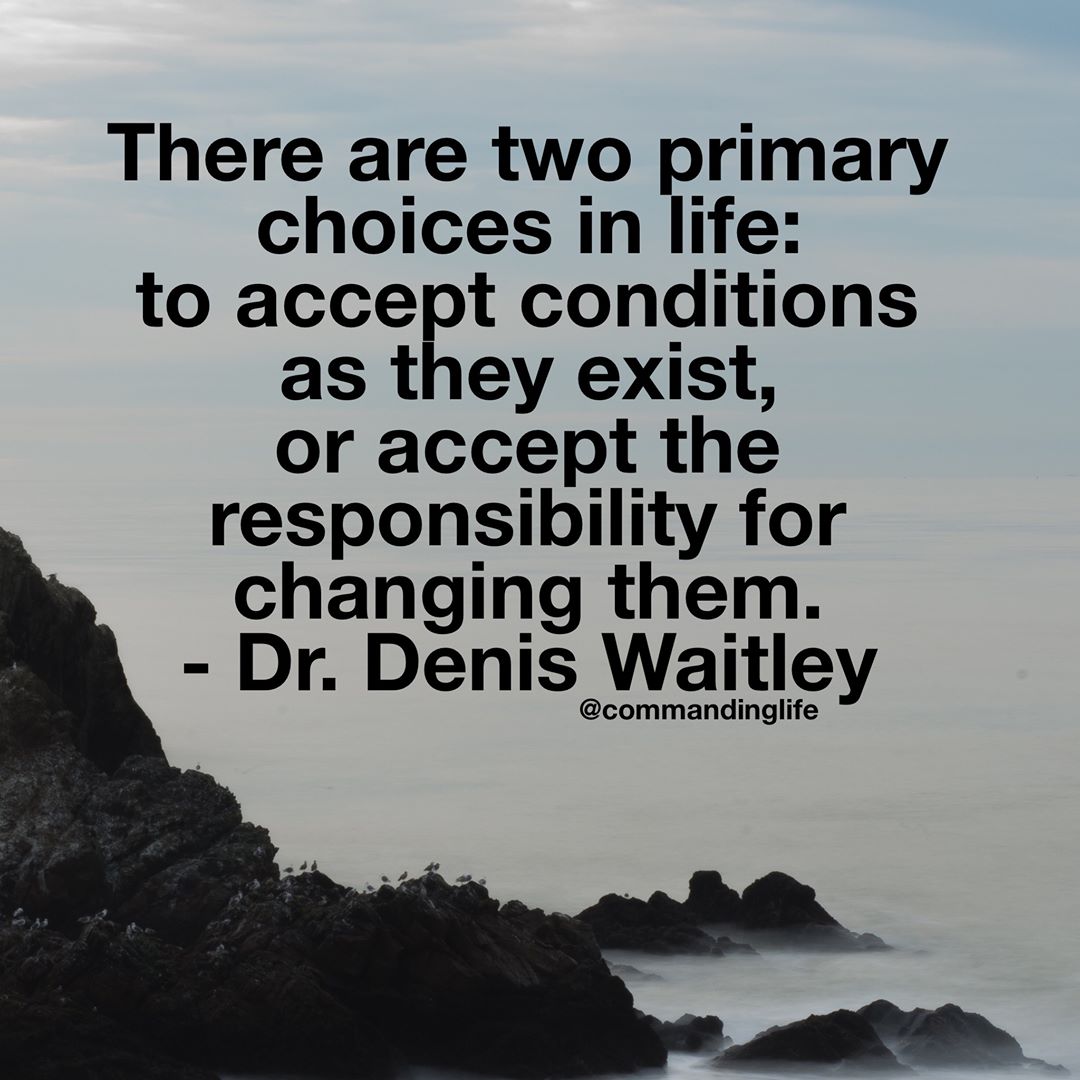 There are two primary
choices in life:
to accept conditions
as they exist,
or accept the
responsibility for
changing them.
- Dr. Denis Waitley
@commandinglife